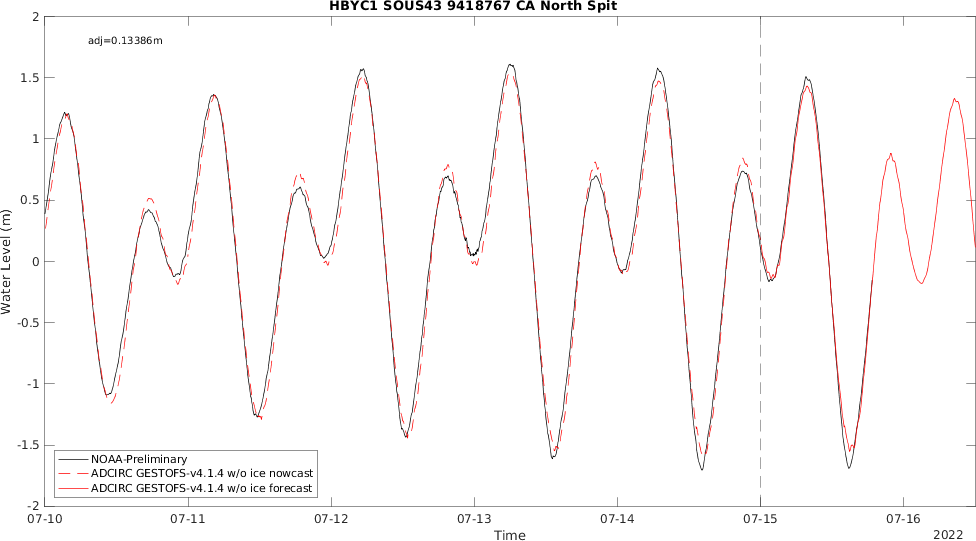 HBYC1 SOUS43 9418767 CA North Spit
adj=0.13386m
2
1.5
1
0.5
0
-0.5
-1
-1.5
-2
Water Level (m)
NOAA-Preliminary
ADCIRC GESTOFS-v4.1.4 w/o ice nowcast
ADCIRC GESTOFS-v4.1.4 w/o ice forecast
07-10 07-11 07-12 07-13 07-14 07-15 07-16
Time
2022